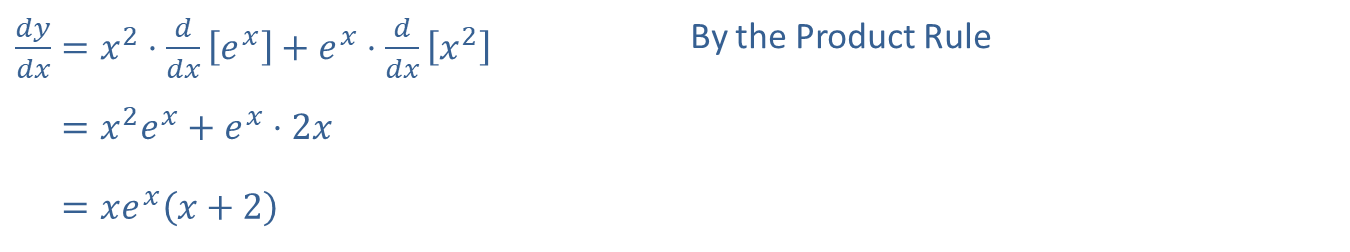 dy/dx = x² · d/dx [eˣ] + eˣ · d/dx [x²] By the Product Rule
= x²eˣ + eˣ · 2x
= xeˣ(x + 2)